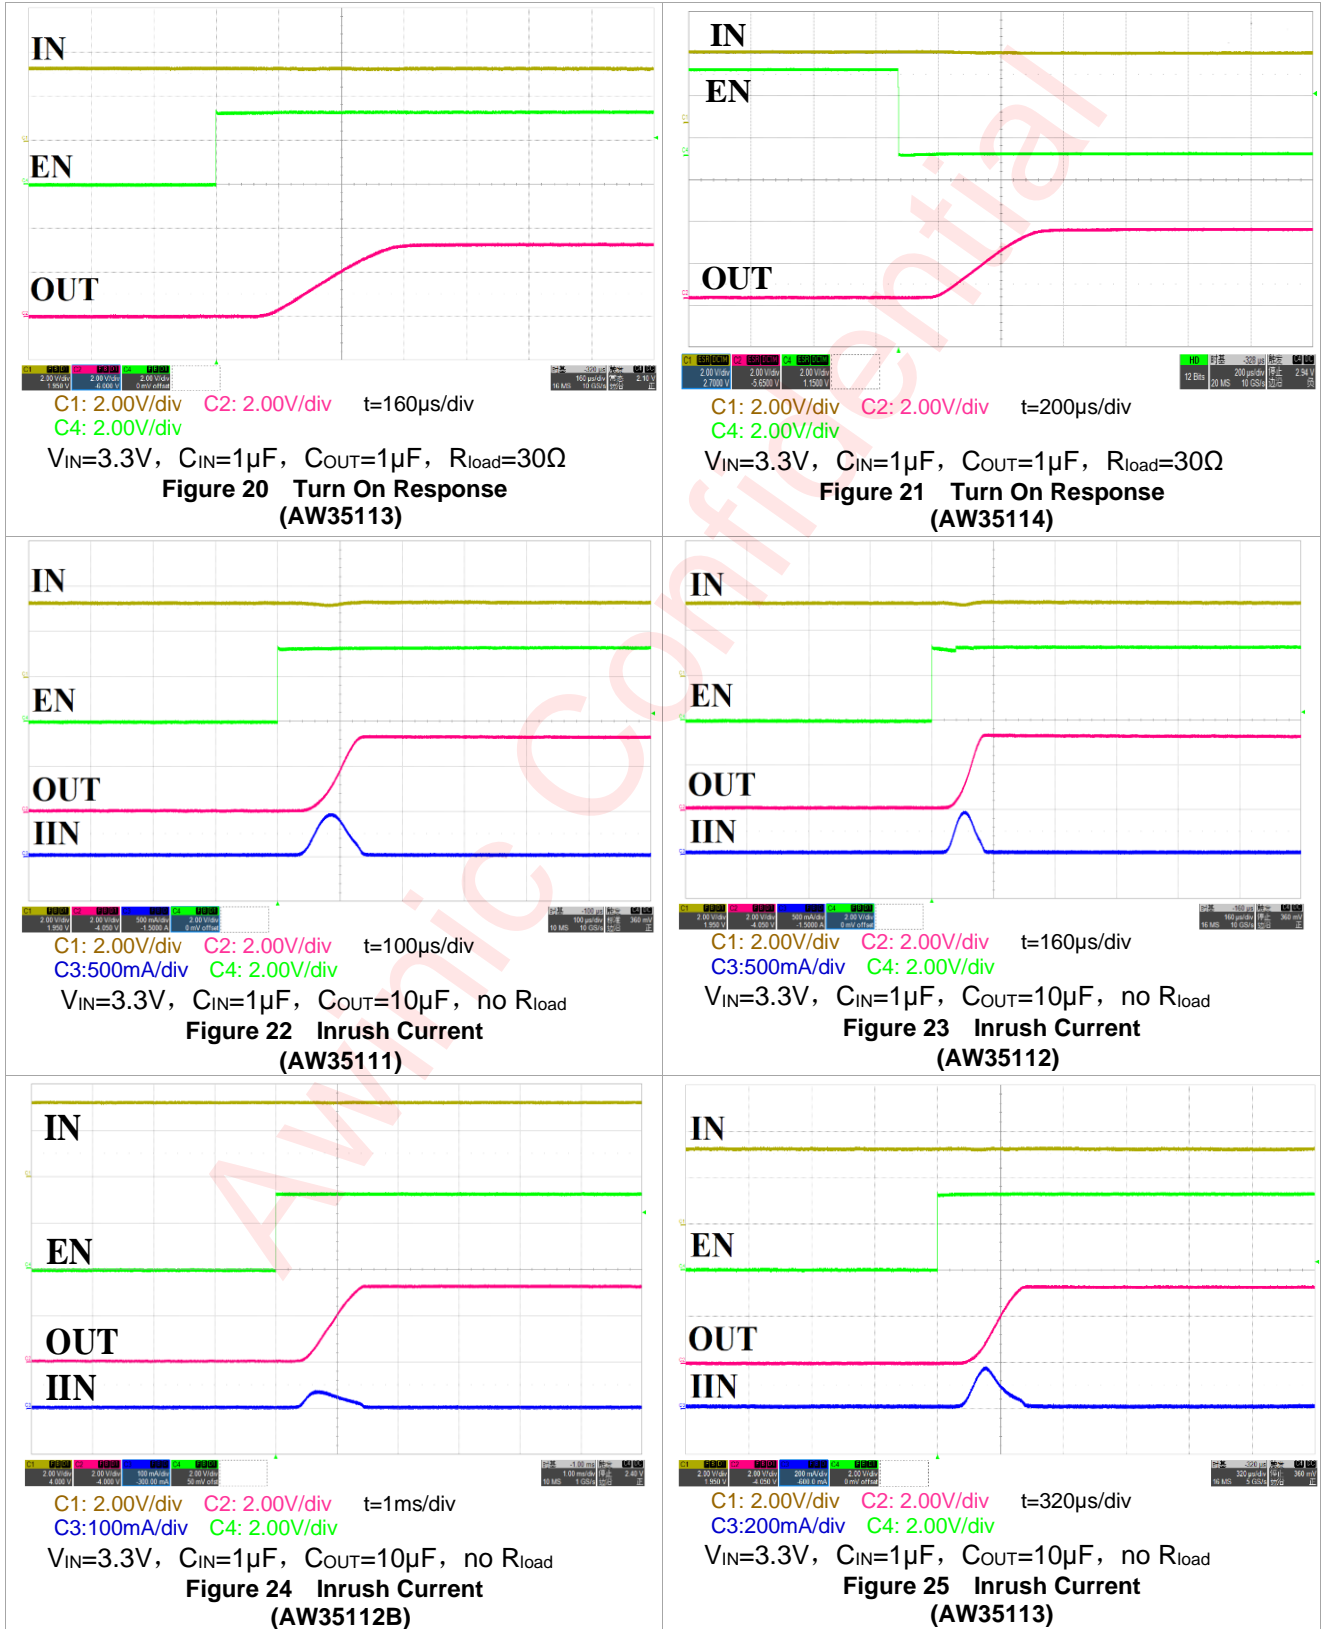 IN
EN
OUT
C1: 2.00V/div C2: 2.00V/div t=160µs/div
C4: 2.00V/div
VIN=3.3V, CIN=1µF, COUT=1µF, Rload=30Ω
Figure 20 Turn On Response
(AW35113)
IN
EN
OUT
C1: 2.00V/div C2: 2.00V/div t=200µs/div
C4: 2.00V/div
VIN=3.3V, CIN=1µF, COUT=1µF, Rload=30Ω
Figure 21 Turn On Response
(AW35114)
IN
EN
OUT
IIN
C1: 2.00V/div C2: 2.00V/div t=100µs/div
C3:500mA/div C4: 2.00V/div
VIN=3.3V, CIN=1µF, COUT=10µF, no Rload
Figure 22 Inrush Current
(AW35111)
IN
EN
OUT
IIN
C1: 2.00V/div C2: 2.00V/div t=160µs/div
C3:500mA/div C4: 2.00V/div
VIN=3.3V, CIN=1µF, COUT=10µF, no Rload
Figure 23 Inrush Current
(AW35112)
IN
EN
OUT
IIN
C1: 2.00V/div C2: 2.00V/div t=1ms/div
C3:100mA/div C4: 2.00V/div
VIN=3.3V, CIN=1µF, COUT=10µF, no Rload
Figure 24 Inrush Current
(AW35112B)
IN
EN
OUT
IIN
C1: 2.00V/div C2: 2.00V/div t=320µs/div
C3:200mA/div C4: 2.00V/div
VIN=3.3V, CIN=1µF, COUT=10µF, no Rload
Figure 25 Inrush Current
(AW35113)
Awinic Confidential